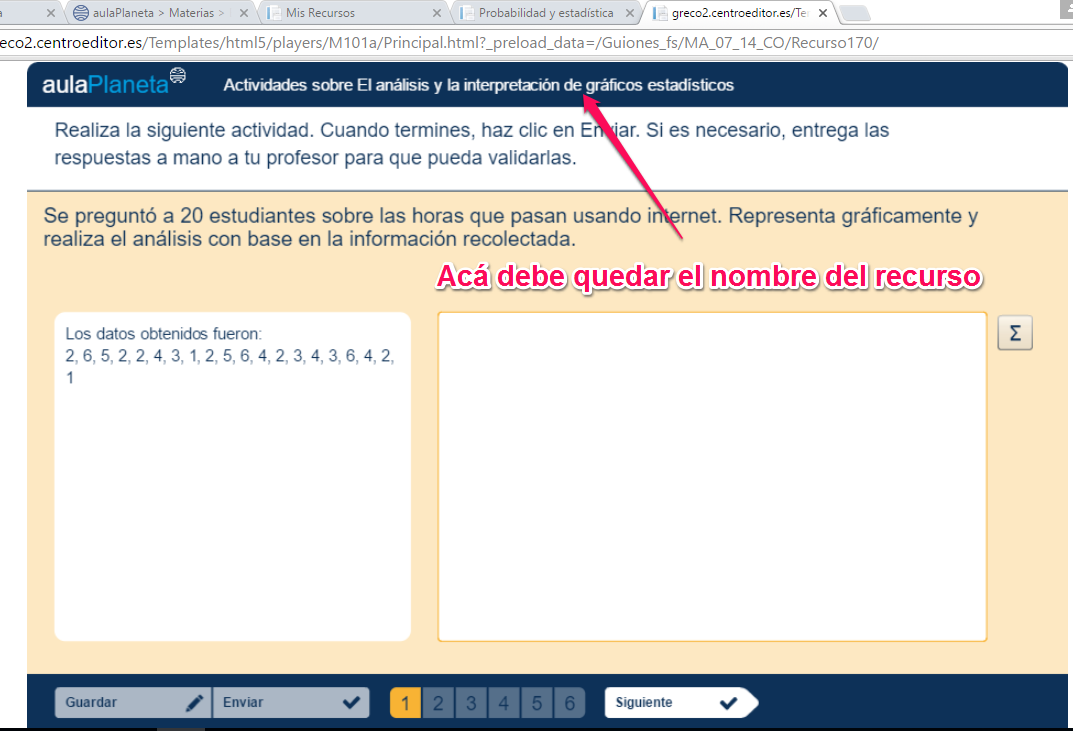 aulaPlaneta > Materias >
Mis Recursos
Probabilidad y estadística
greco2.centroeditor.es/Te
eco2.centroeditor.es/Templates/html5/players/M101a/Principal.html?_preload_data=/Guiones_fs/MA_07_14_CO/Recurso170/
aulaPlaneta
Actividades sobre El análisis y la interpretación de gráficos estadísticos
Realiza la siguiente actividad. Cuando termines, haz clic en Enviar. Si es necesario, entrega las
respuestas a mano a tu profesor para que pueda validarlas.
Se preguntó a 20 estudiantes sobre las horas que pasan usando internet. Representa gráficamente y
realiza el análisis con base en la información recolectada.
Acá debe quedar el nombre del recurso
Los datos obtenidos fueron:
2, 6, 5, 2, 2, 4, 3, 1, 2, 5, 6, 4, 2, 3, 4, 3, 6, 4, 2,
1
Σ
Guardar
Enviar
1 2 3 4 5 6
Siguiente